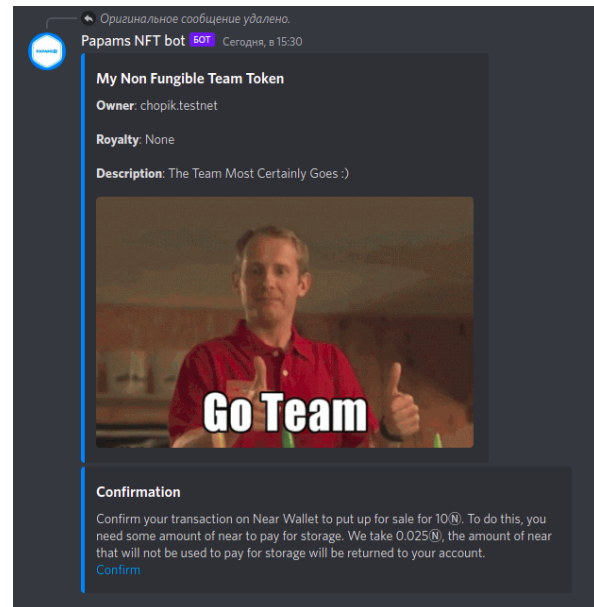 Оригинальное сообщение удалено.
Papams NFT bot БОТ Сегодня, в 15:30
My Non Fungible Team Token
Owner: chopik.testnet
Royalty: None
Description: The Team Most Certainly Goes :)
Go Team
Confirmation
Confirm your transaction on Near Wallet to put up for sale for 10Ⓝ. To do this, you
need some amount of near to pay for storage. We take 0.025Ⓝ, the amount of near
that will not be used to pay for storage will be returned to your account.
Confirm